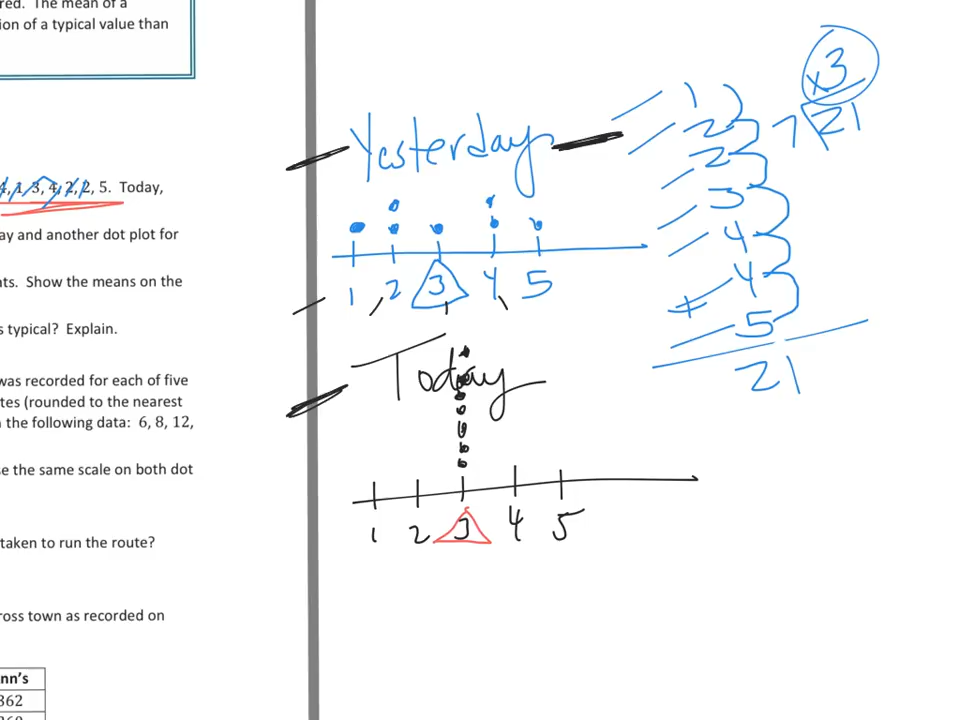 red. The mean of a
ion of a typical value than
4, 1, 3, 4, 2, 2, 5. Today,
ay and another dot plot for
nts. Show the means on the
s typical? Explain.
was recorded for each of five
tes (rounded to the nearest
n the following data: 6, 8, 12,
se the same scale on both dot
taken to run the route?
ross town as recorded on
nn's
362
Yesterday
1 2 3 4 5
Today
1 2 3 4 5
1
2
2
3
4
+ 4
5
21
x3
7 21